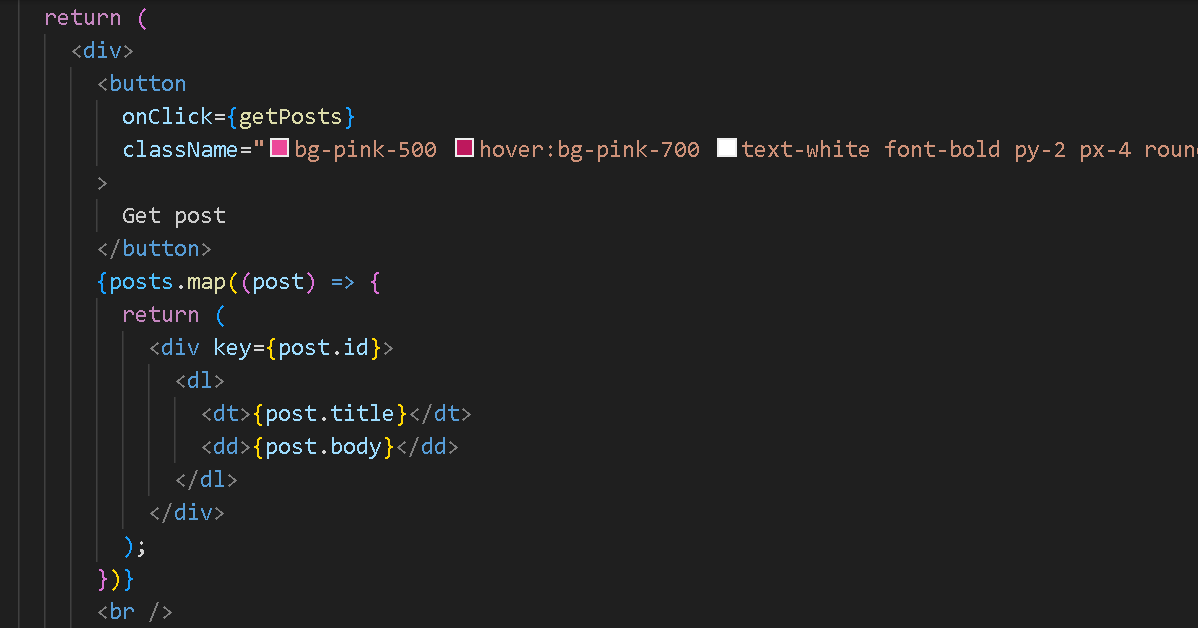 return (
<div>
<button
onClick={getPosts}
className="bg-pink-500 hover:bg-pink-700 text-white font-bold py-2 px-4
>
Get post
</button>
{posts.map((post) => {
return (
<div key={post.id}>
<dl>
<dt>{post.title}</dt>
<dd>{post.body}</dd>
</dl>
</div>
);
})}
<br />